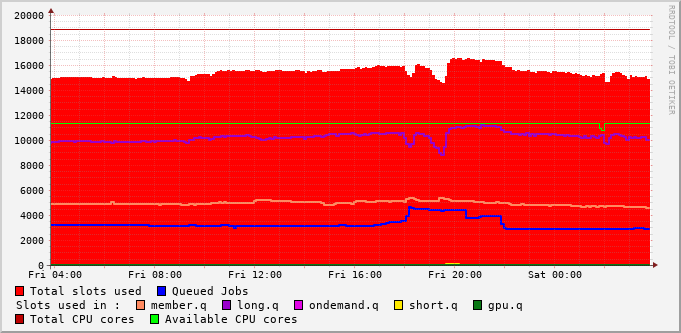 20000
18000
16000
14000
12000
10000
8000
6000
4000
2000
0
Fri 04:00 Fri 08:00 Fri 12:00 Fri 16:00 Fri 20:00 Sat 00:00
RRDTOOL / TOBI OETIKER
Total slots used Queued Jobs
Slots used in : member.q long.q ondemand.q short.q gpu.q
Total CPU cores Available CPU cores